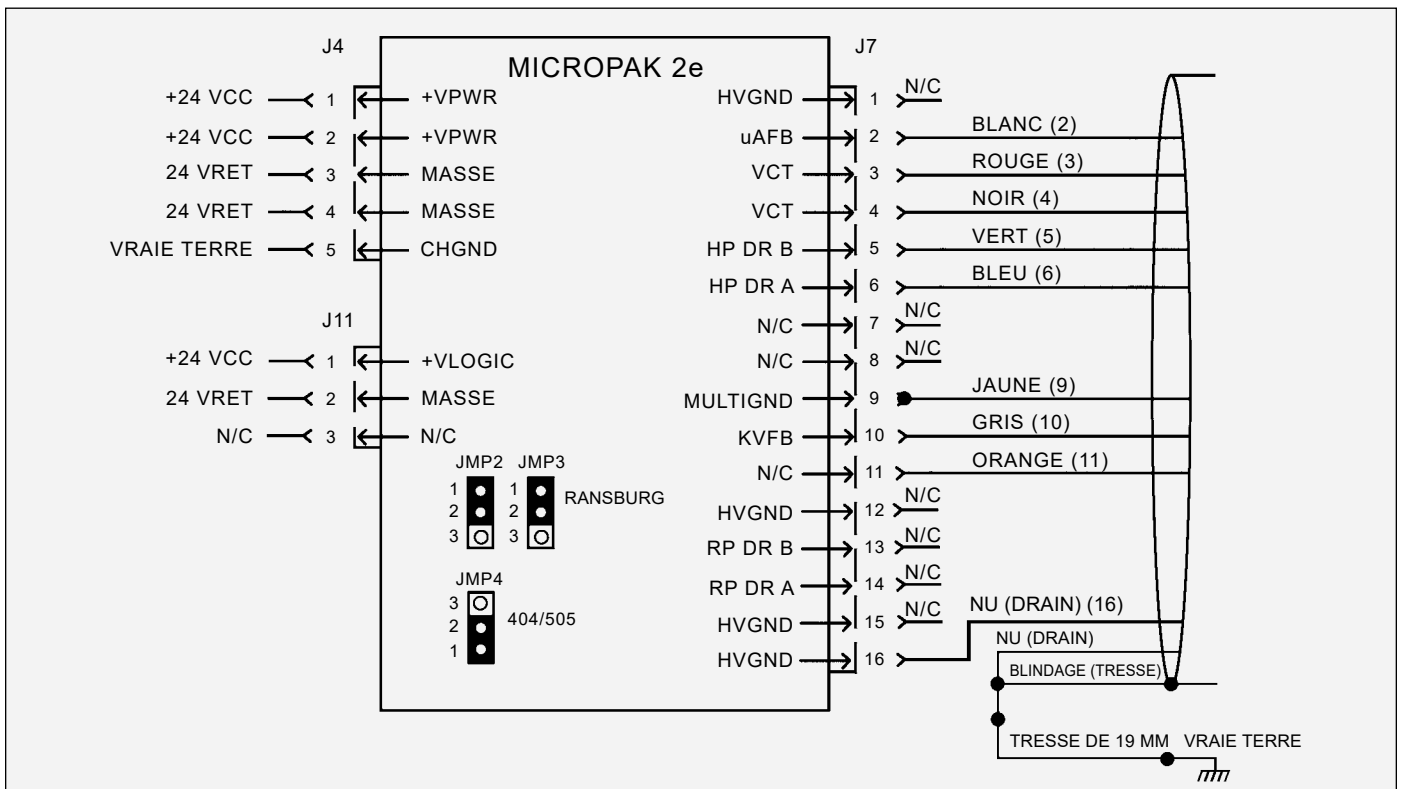 MICROPAK 2e
J4
+24 VCC 1 +VPWR
+24 VCC 2 +VPWR
24 VRET 3 MASSE
24 VRET 4 MASSE
VRAIE TERRE 5 CHGND
J11
+24 VCC 1 +VLOGIC
24 VRET 2 MASSE
N/C 3 N/C
JMP2 JMP3
1 1
2 2
3 3
RANSBURG
JMP4
3
2
1
404/505
J7
HVGND 1 N/C
uAFB 2 BLANC (2)
VCT 3 ROUGE (3)
VCT 4 NOIR (4)
HP DR B 5 VERT (5)
HP DR A 6 BLEU (6)
N/C 7 N/C
N/C 8 N/C
MULTIGND 9 JAUNE (9)
KVFB 10 GRIS (10)
N/C 11 ORANGE (11)
HVGND 12 N/C
RP DR B 13 N/C
RP DR A 14 N/C
HVGND 15 N/C
HVGND 16 NU (DRAIN) (16)
NU (DRAIN)
BLINDAGE (TRESSE)
TRESSE DE 19 MM VRAIE TERRE